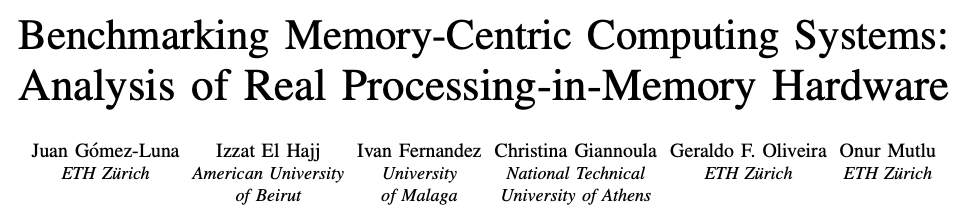 Benchmarking Memory-Centric Computing Systems:
Analysis of Real Processing-in-Memory Hardware
Juan Gómez-Luna Izzat El Hajj Ivan Fernandez Christina Giannoula Geraldo F. Oliveira Onur Mutlu
ETH Zürich American University University National Technical ETH Zürich ETH Zürich
of Beirut of Malaga University of Athens